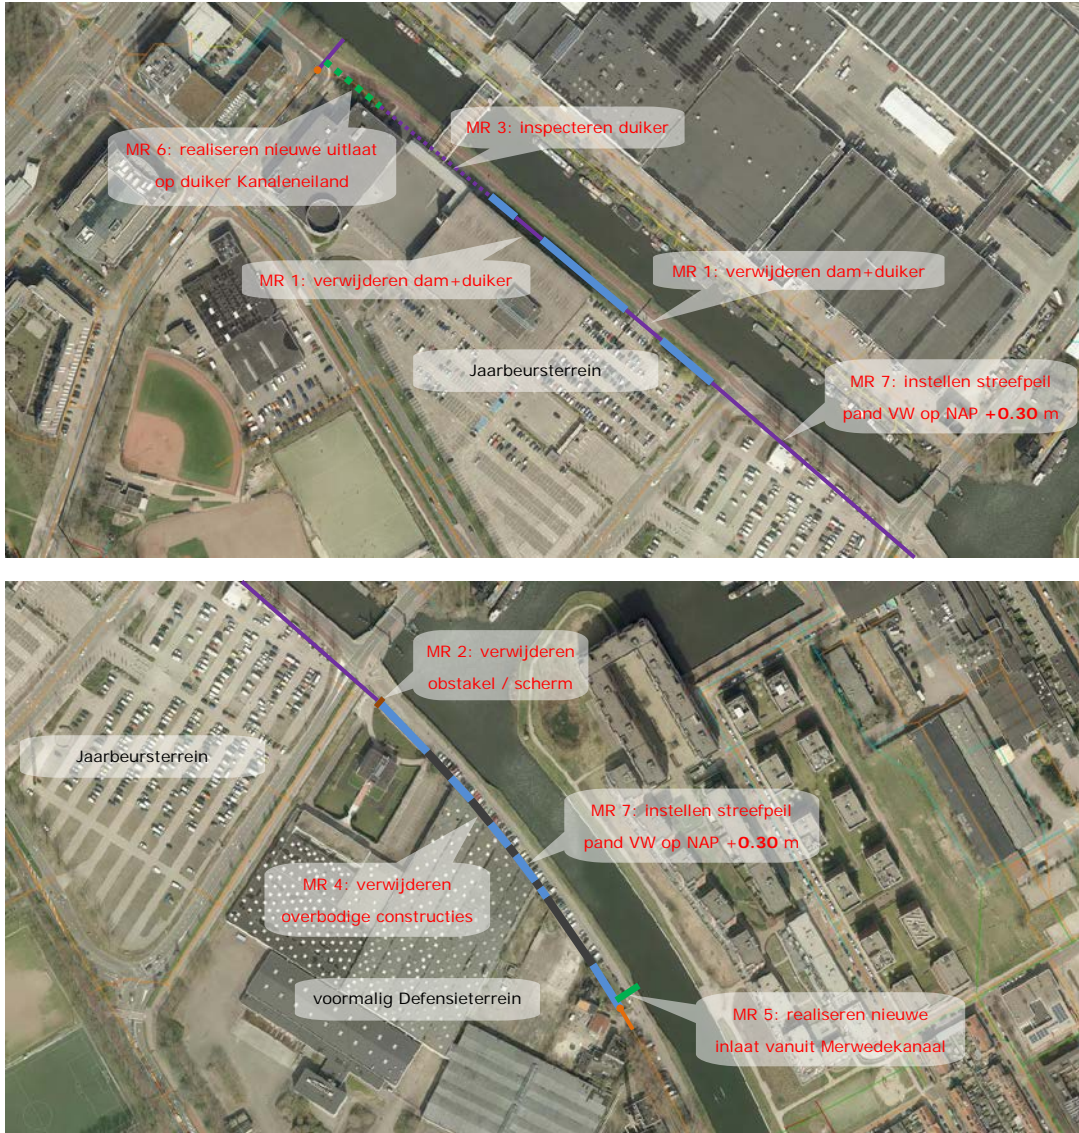 MR 3: inspecteren duiker
MR 6: realiseren nieuwe uitlaat
op duiker Kanaleneiland
MR 1: verwijderen dam+duiker
MR 1: verwijderen dam+duiker
Jaarbeursterrein
MR 7: instellen streefpeil
pand VW op NAP +0.30 m
MR 2: verwijderen
obstakel / scherm
Jaarbeursterrein
MR 7: instellen streefpeil
pand VW op NAP +0.30 m
MR 4: verwijderen
overbodige constructies
voormalig Defensieterrein
MR 5: realiseren nieuwe
inlaat vanuit Merwedekanaal